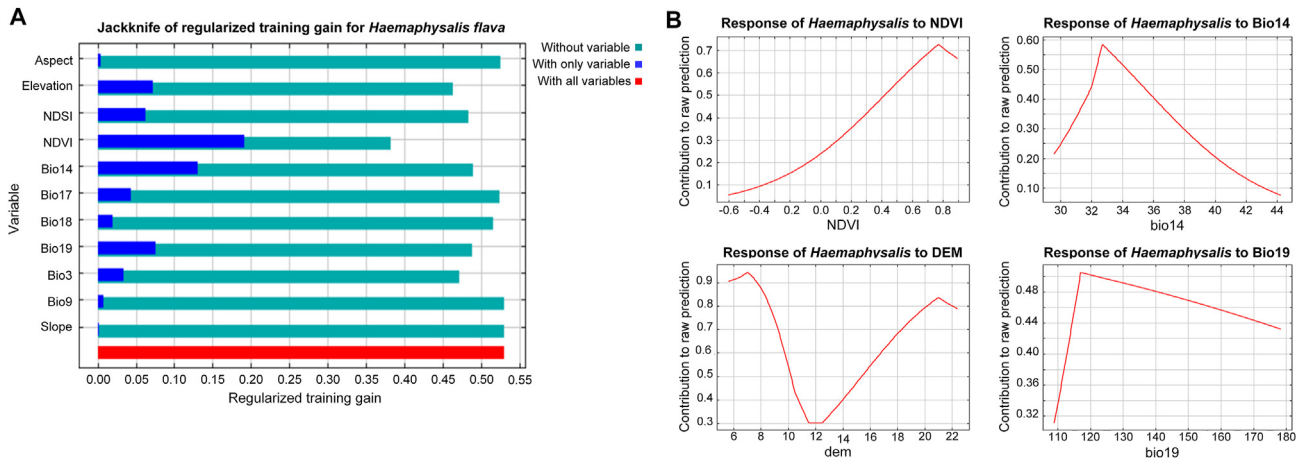 A
Jackknife of regularized training gain for Haemaphysalis flava
Without variable
With only variable
With all variables
Variable
Aspect
Elevation
NDSI
NDVI
Bio14
Bio17
Bio18
Bio19
Bio3
Bio9
Slope
0.00 0.05 0.10 0.15 0.20 0.25 0.30 0.35 0.40 0.45 0.50 0.55
Regularized training gain
B
Response of Haemaphysalis to NDVI
Contribution to raw prediction
0.7
0.6
0.5
0.4
0.3
0.2
0.1
-0.6 -0.4 -0.2 0.0 0.2 0.4 0.6 0.8
NDVI
Response of Haemaphysalis to Bio14
Contribution to raw prediction
0.60
0.50
0.40
0.30
0.20
0.10
30 32 34 36 38 40 42 44
bio14
Response of Haemaphysalis to DEM
Contribution to raw prediction
0.9
0.8
0.7
0.6
0.5
0.4
0.3
6 8 10 12 14 16 18 20 22
dem
Response of Haemaphysalis to Bio19
Contribution to raw prediction
0.48
0.44
0.40
0.36
0.32
110 120 130 140 150 160 170 180
bio19